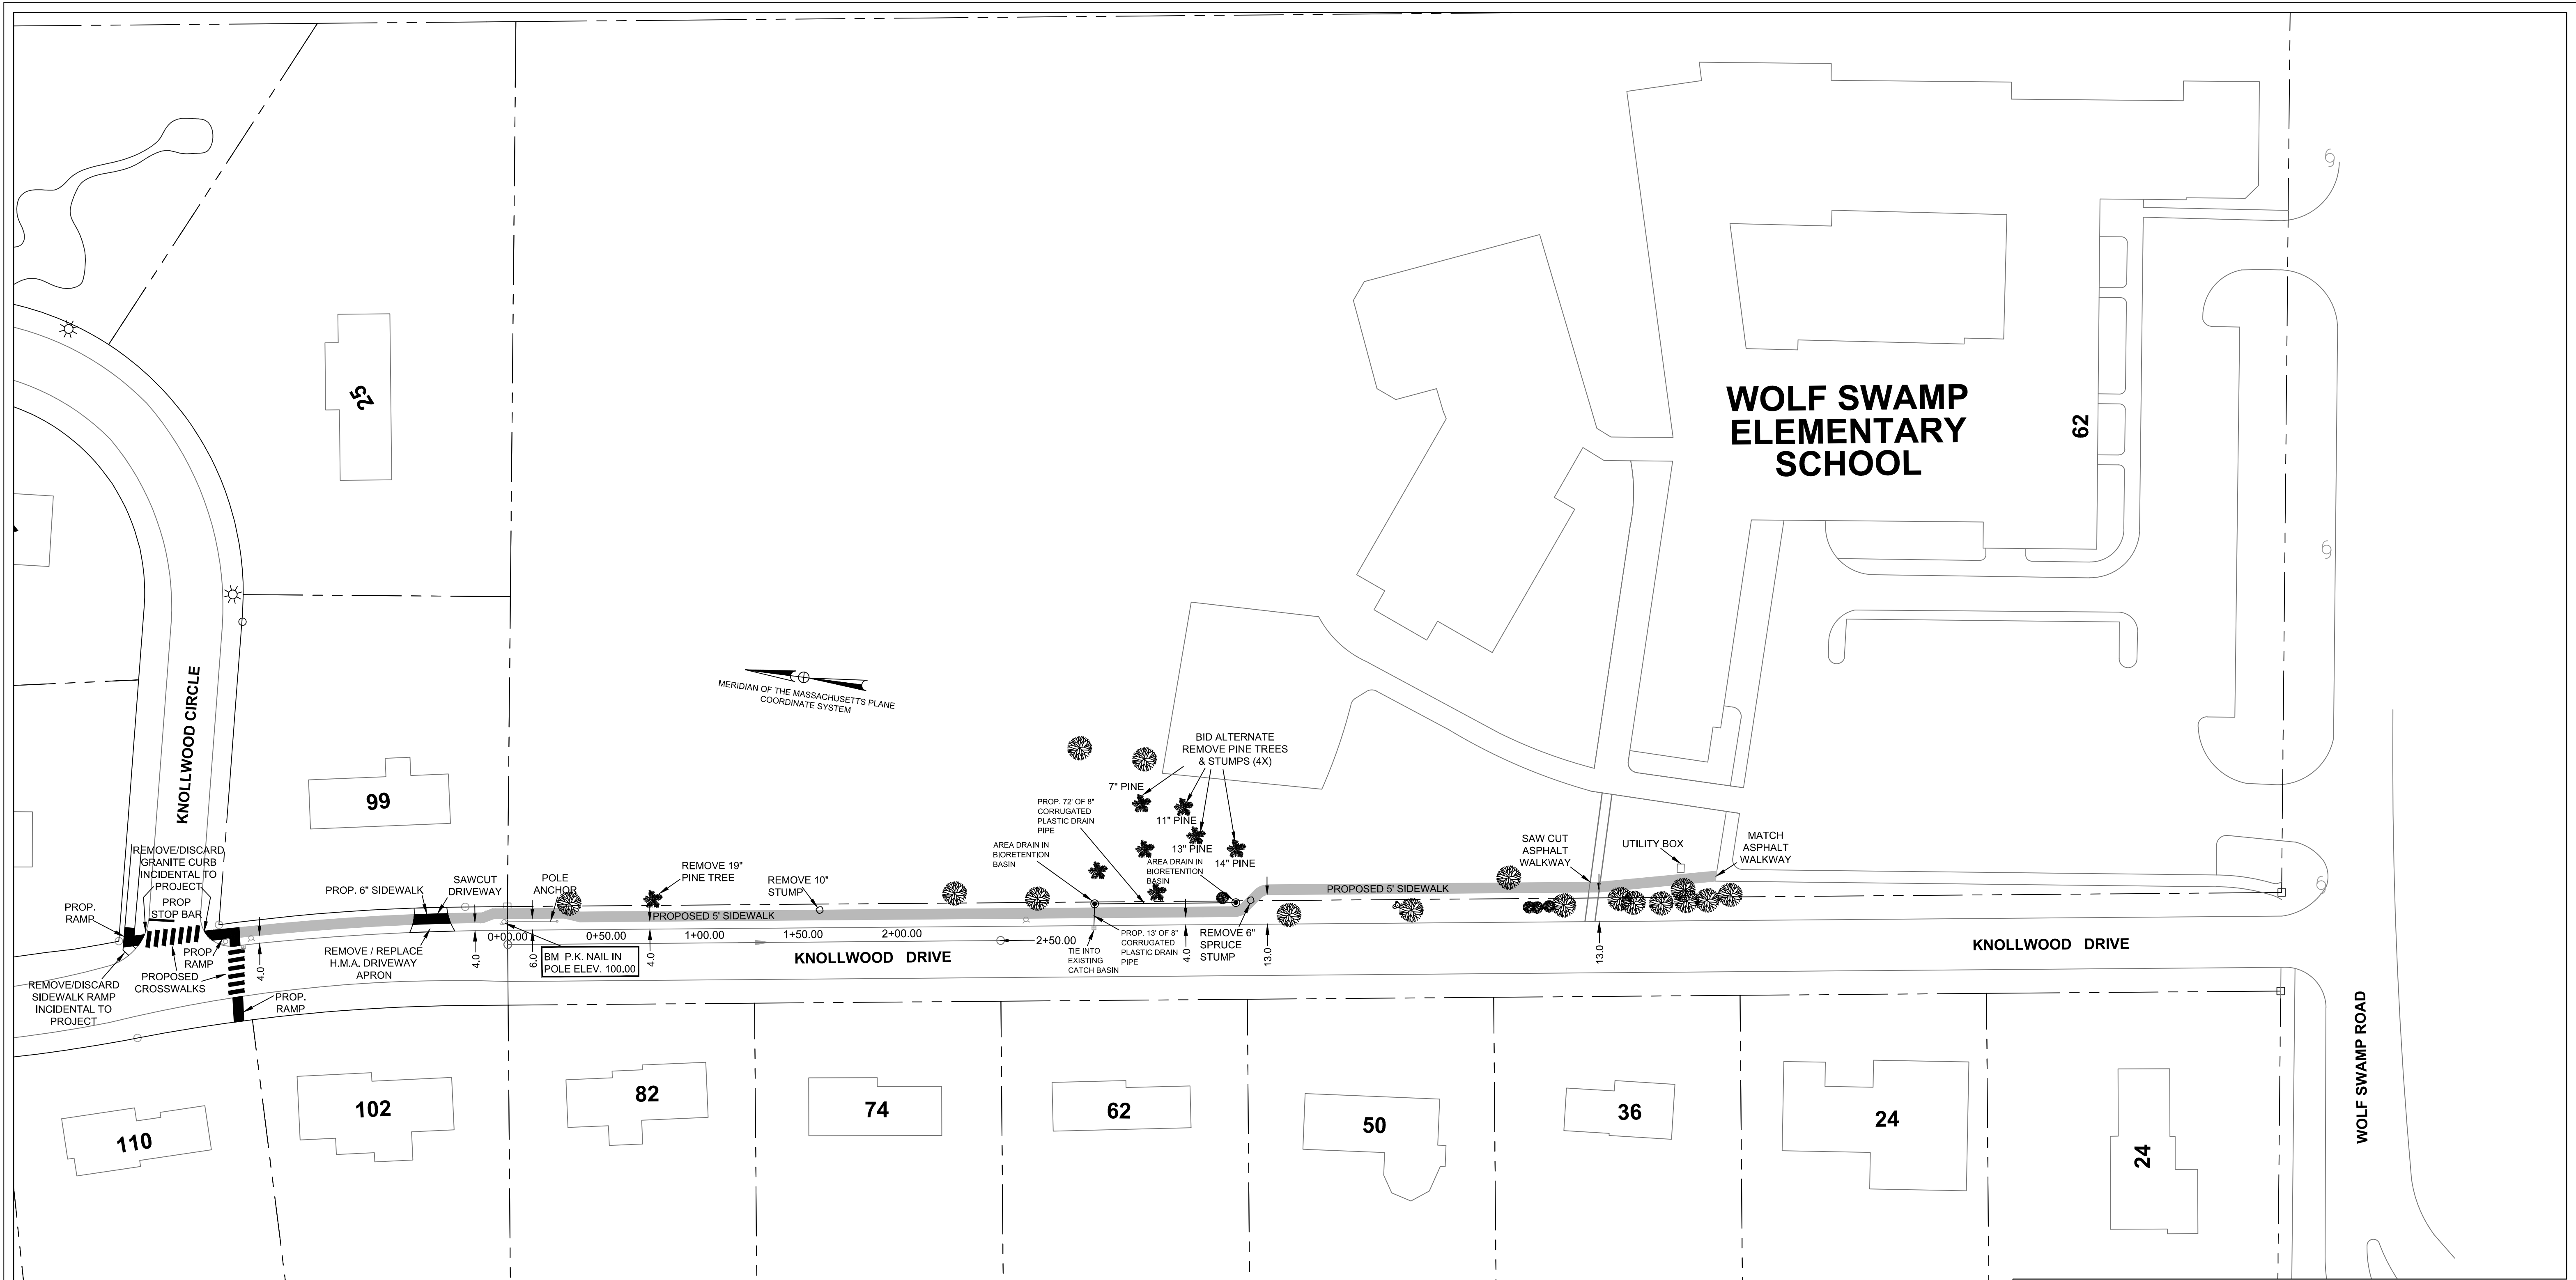 25
WOLF SWAMP
ELEMENTARY
SCHOOL
62
KNOLLWOOD CIRCLE
MERIDIAN OF THE MASSACHUSETTS PLANE
COORDINATE SYSTEM
99
BID ALTERNATE
REMOVE PINE TREES
& STUMPS (4X)
7" PINE
11" PINE
13" PINE
14" PINE
PROP. 72' OF 8"
CORRUGATED
PLASTIC DRAIN
PIPE
AREA DRAIN IN
BIORETENTION
BASIN
AREA DRAIN IN
BIORETENTION
BASIN
SAW CUT
ASPHALT
WALKWAY
UTILITY BOX
MATCH
ASPHALT
WALKWAY
REMOVE/DISCARD
GRANITE CURB
INCIDENTAL TO
PROJECT
PROP
STOP BAR
PROP.
RAMP
PROP. 6" SIDEWALK
SAWCUT
DRIVEWAY
POLE
ANCHOR
REMOVE 19"
PINE TREE
REMOVE 10"
STUMP
PROPOSED 5' SIDEWALK
PROPOSED 5' SIDEWALK
0+00.00
0+50.00
1+00.00
1+50.00
2+00.00
2+50.00
PROP.
RAMP
4.0
REMOVE / REPLACE
H.M.A. DRIVEWAY
APRON
4.0
6.0
BM P.K. NAIL IN
POLE ELEV. 100.00
4.0
KNOLLWOOD DRIVE
TIE INTO
EXISTING
CATCH BASIN
PROP. 13' OF 8"
CORRUGATED
PLASTIC DRAIN
PIPE
4.0
REMOVE 6"
SPRUCE
STUMP
13.0
13.0
KNOLLWOOD DRIVE
PROPOSED
CROSSWALKS
REMOVE/DISCARD
SIDEWALK RAMP
INCIDENTAL TO
PROJECT
PROP.
RAMP
WOLF SWAMP ROAD
110
102
82
74
62
50
36
24
24